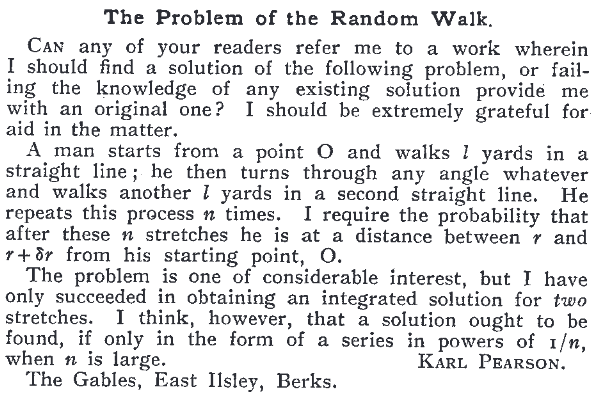 The Problem of the Random Walk.
CAN any of your readers refer me to a work wherein
I should find a solution of the following problem, or fail-
ing the knowledge of any existing solution provide me
with an original one? I should be extremely grateful for
aid in the matter.
A man starts from a point O and walks l yards in a
straight line; he then turns through any angle whatever
and walks another l yards in a second straight line. He
repeats this process n times. I require the probability that
after these n stretches he is at a distance between r and
r+δr from his starting point, O.
The problem is one of considerable interest, but I have
only succeeded in obtaining an integrated solution for two
stretches. I think, however, that a solution ought to be
found, if only in the form of a series in powers of 1/n,
when n is large. KARL PEARSON.
The Gables, East Ilsley, Berks.